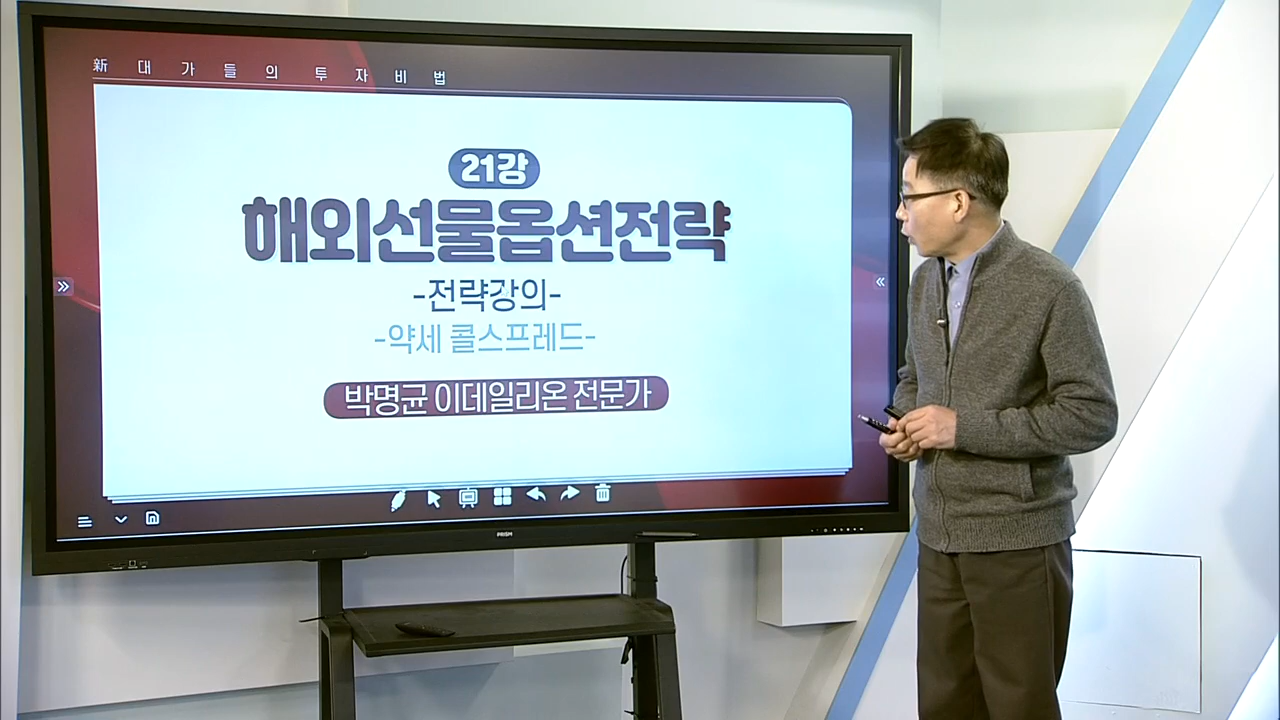 新 대 가 들 의 투 자 비 법
21강
해외선물옵션전략
-전략강의-
-약세 콜스프레드-
박명균 이데일리온 전문가
PRISM